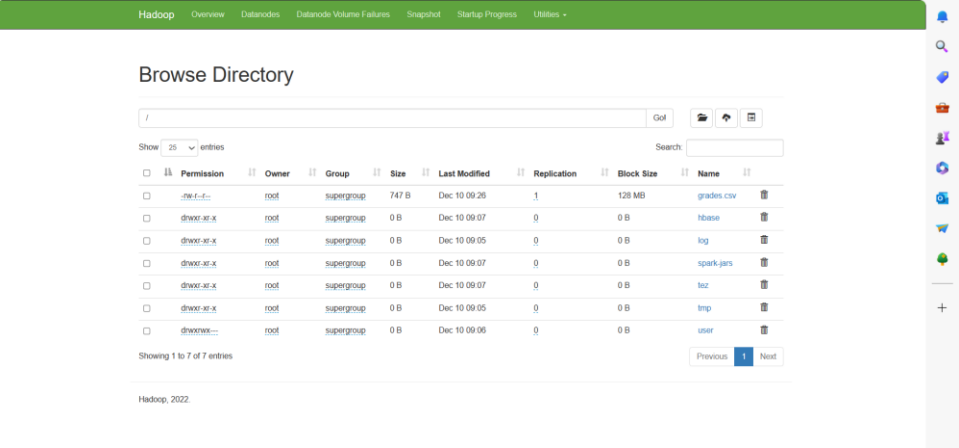 Hadoop Overview Datanodes Datanode Volume Failures Snapshot Startup Progress Utilities
Browse Directory
/ Go!
Show 25 entries Search:
Permission Owner Group Size Last Modified Replication Block Size Name
-rw-r--r-- root supergroup 747 B Dec 10 09:26 1 128 MB grades.csv
drwxr-xr-x root supergroup 0 B Dec 10 09:07 0 0 B hbase
drwxr-xr-x root supergroup 0 B Dec 10 09:05 0 0 B log
drwxr-xr-x root supergroup 0 B Dec 10 09:07 0 0 B spark-jars
drwxr-xr-x root supergroup 0 B Dec 10 09:07 0 0 B tez
drwxr-xr-x root supergroup 0 B Dec 10 09:05 0 0 B tmp
drwxrwx--- root supergroup 0 B Dec 10 09:06 0 0 B user
Showing 1 to 7 of 7 entries Previous 1 Next
Hadoop, 2022.